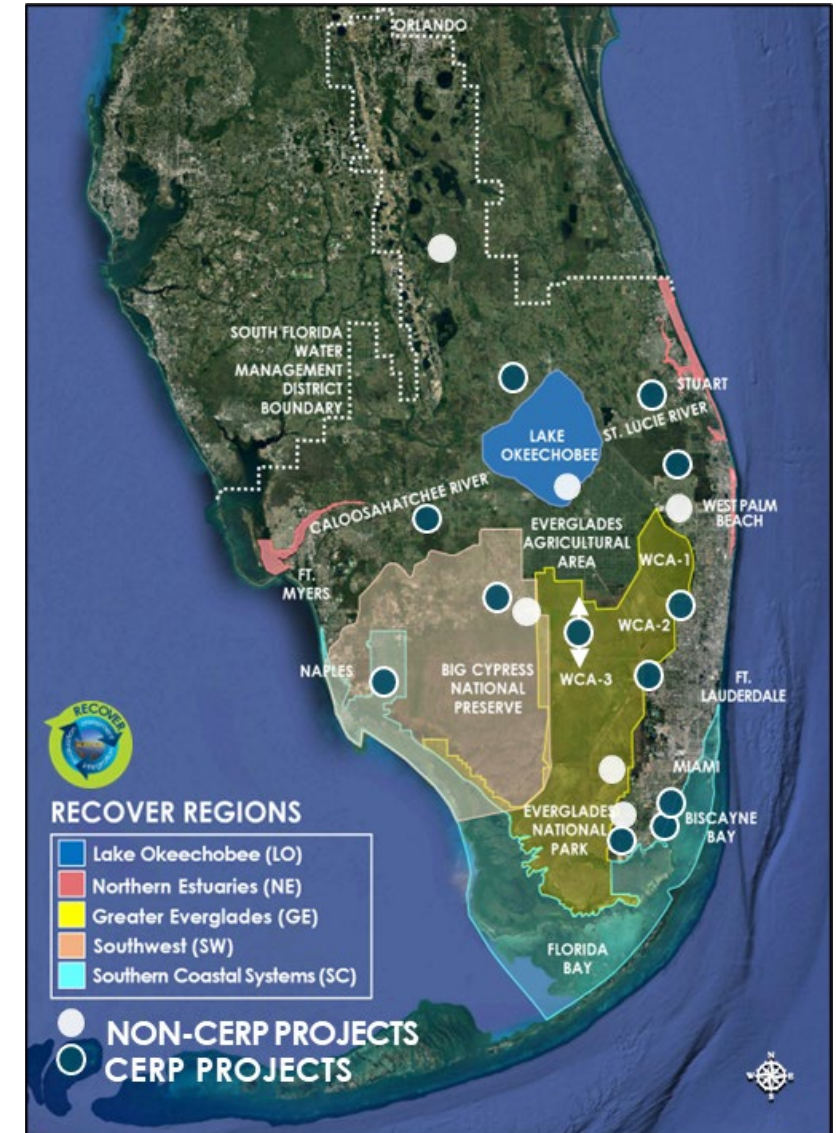 ORLANDO
SOUTH FLORIDA
WATER
MANAGEMENT
DISTRICT
BOUNDARY
STUART
ST. LUCIE RIVER
LAKE
OKEECHOBEE
CALOOSAHATCHEE RIVER
WEST PALM
BEACH
EVERGLADES
AGRICULTURAL
AREA
WCA-1
FT.
MYERS
WCA-2
NAPLES
BIG CYPRESS
NATIONAL
PRESERVE
WCA-3
FT.
LAUDERDALE
RECOVER
MIAMI
BISCAYNE
BAY
EVERGLADES
NATIONAL
PARK
FLORIDA
BAY
RECOVER REGIONS
Lake Okeechobee (LO)
Northern Estuaries (NE)
Greater Everglades (GE)
Southwest (SW)
Southern Coastal Systems (SC)
NON-CERP PROJECTS
CERP PROJECTS
N
W
E
S